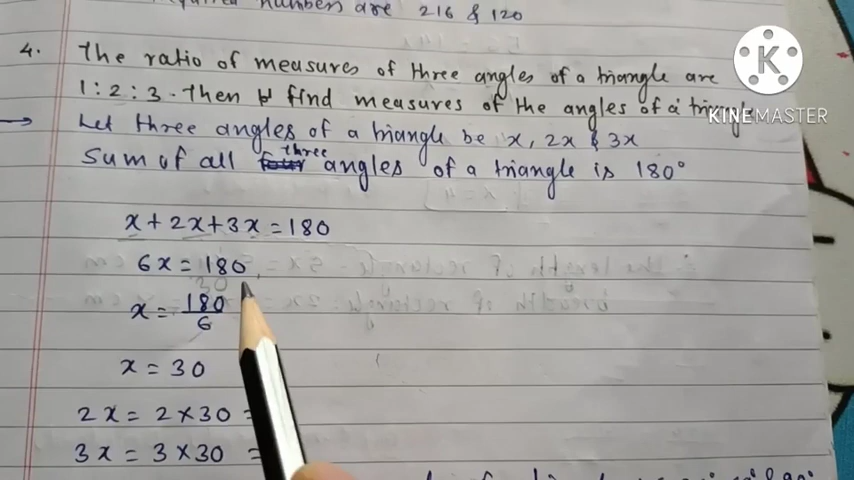 numbers are 216 & 120
4. The ratio of measures of three angles of a triangle are
1:2:3. Then find measures of the angles of a triangle
→ Let three angles of a triangle be x, 2x & 3x
Sum of all three angles of a triangle is 180°
x + 2x + 3x = 180
6x = 180
30
x = 180/6
x = 30
2x = 2 × 30 =
3x = 3 × 30 =
K
KINEMASTER